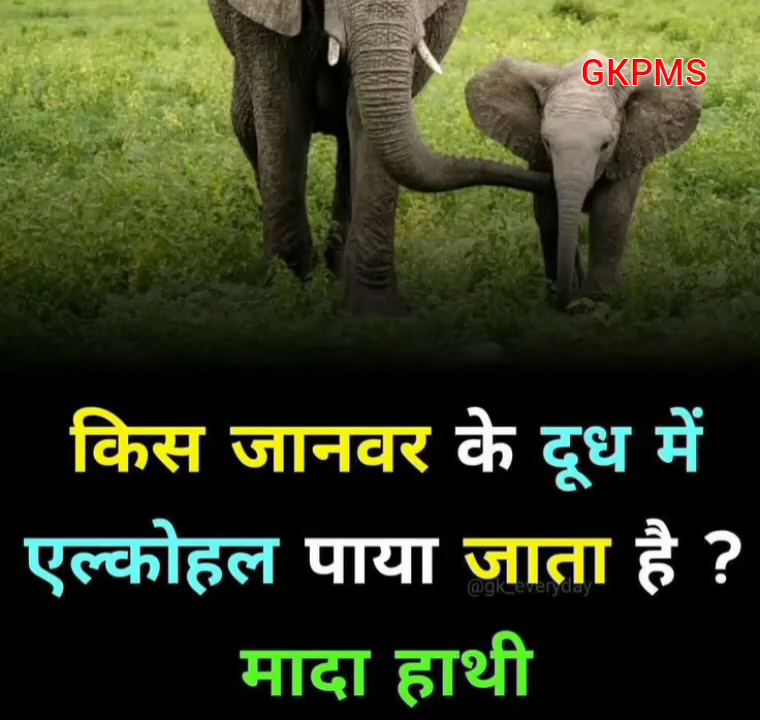 GKPMS
किस जानवर के दूध में
एल्कोहल पाया जाता है ?
@gk_everyday
मादा हाथी